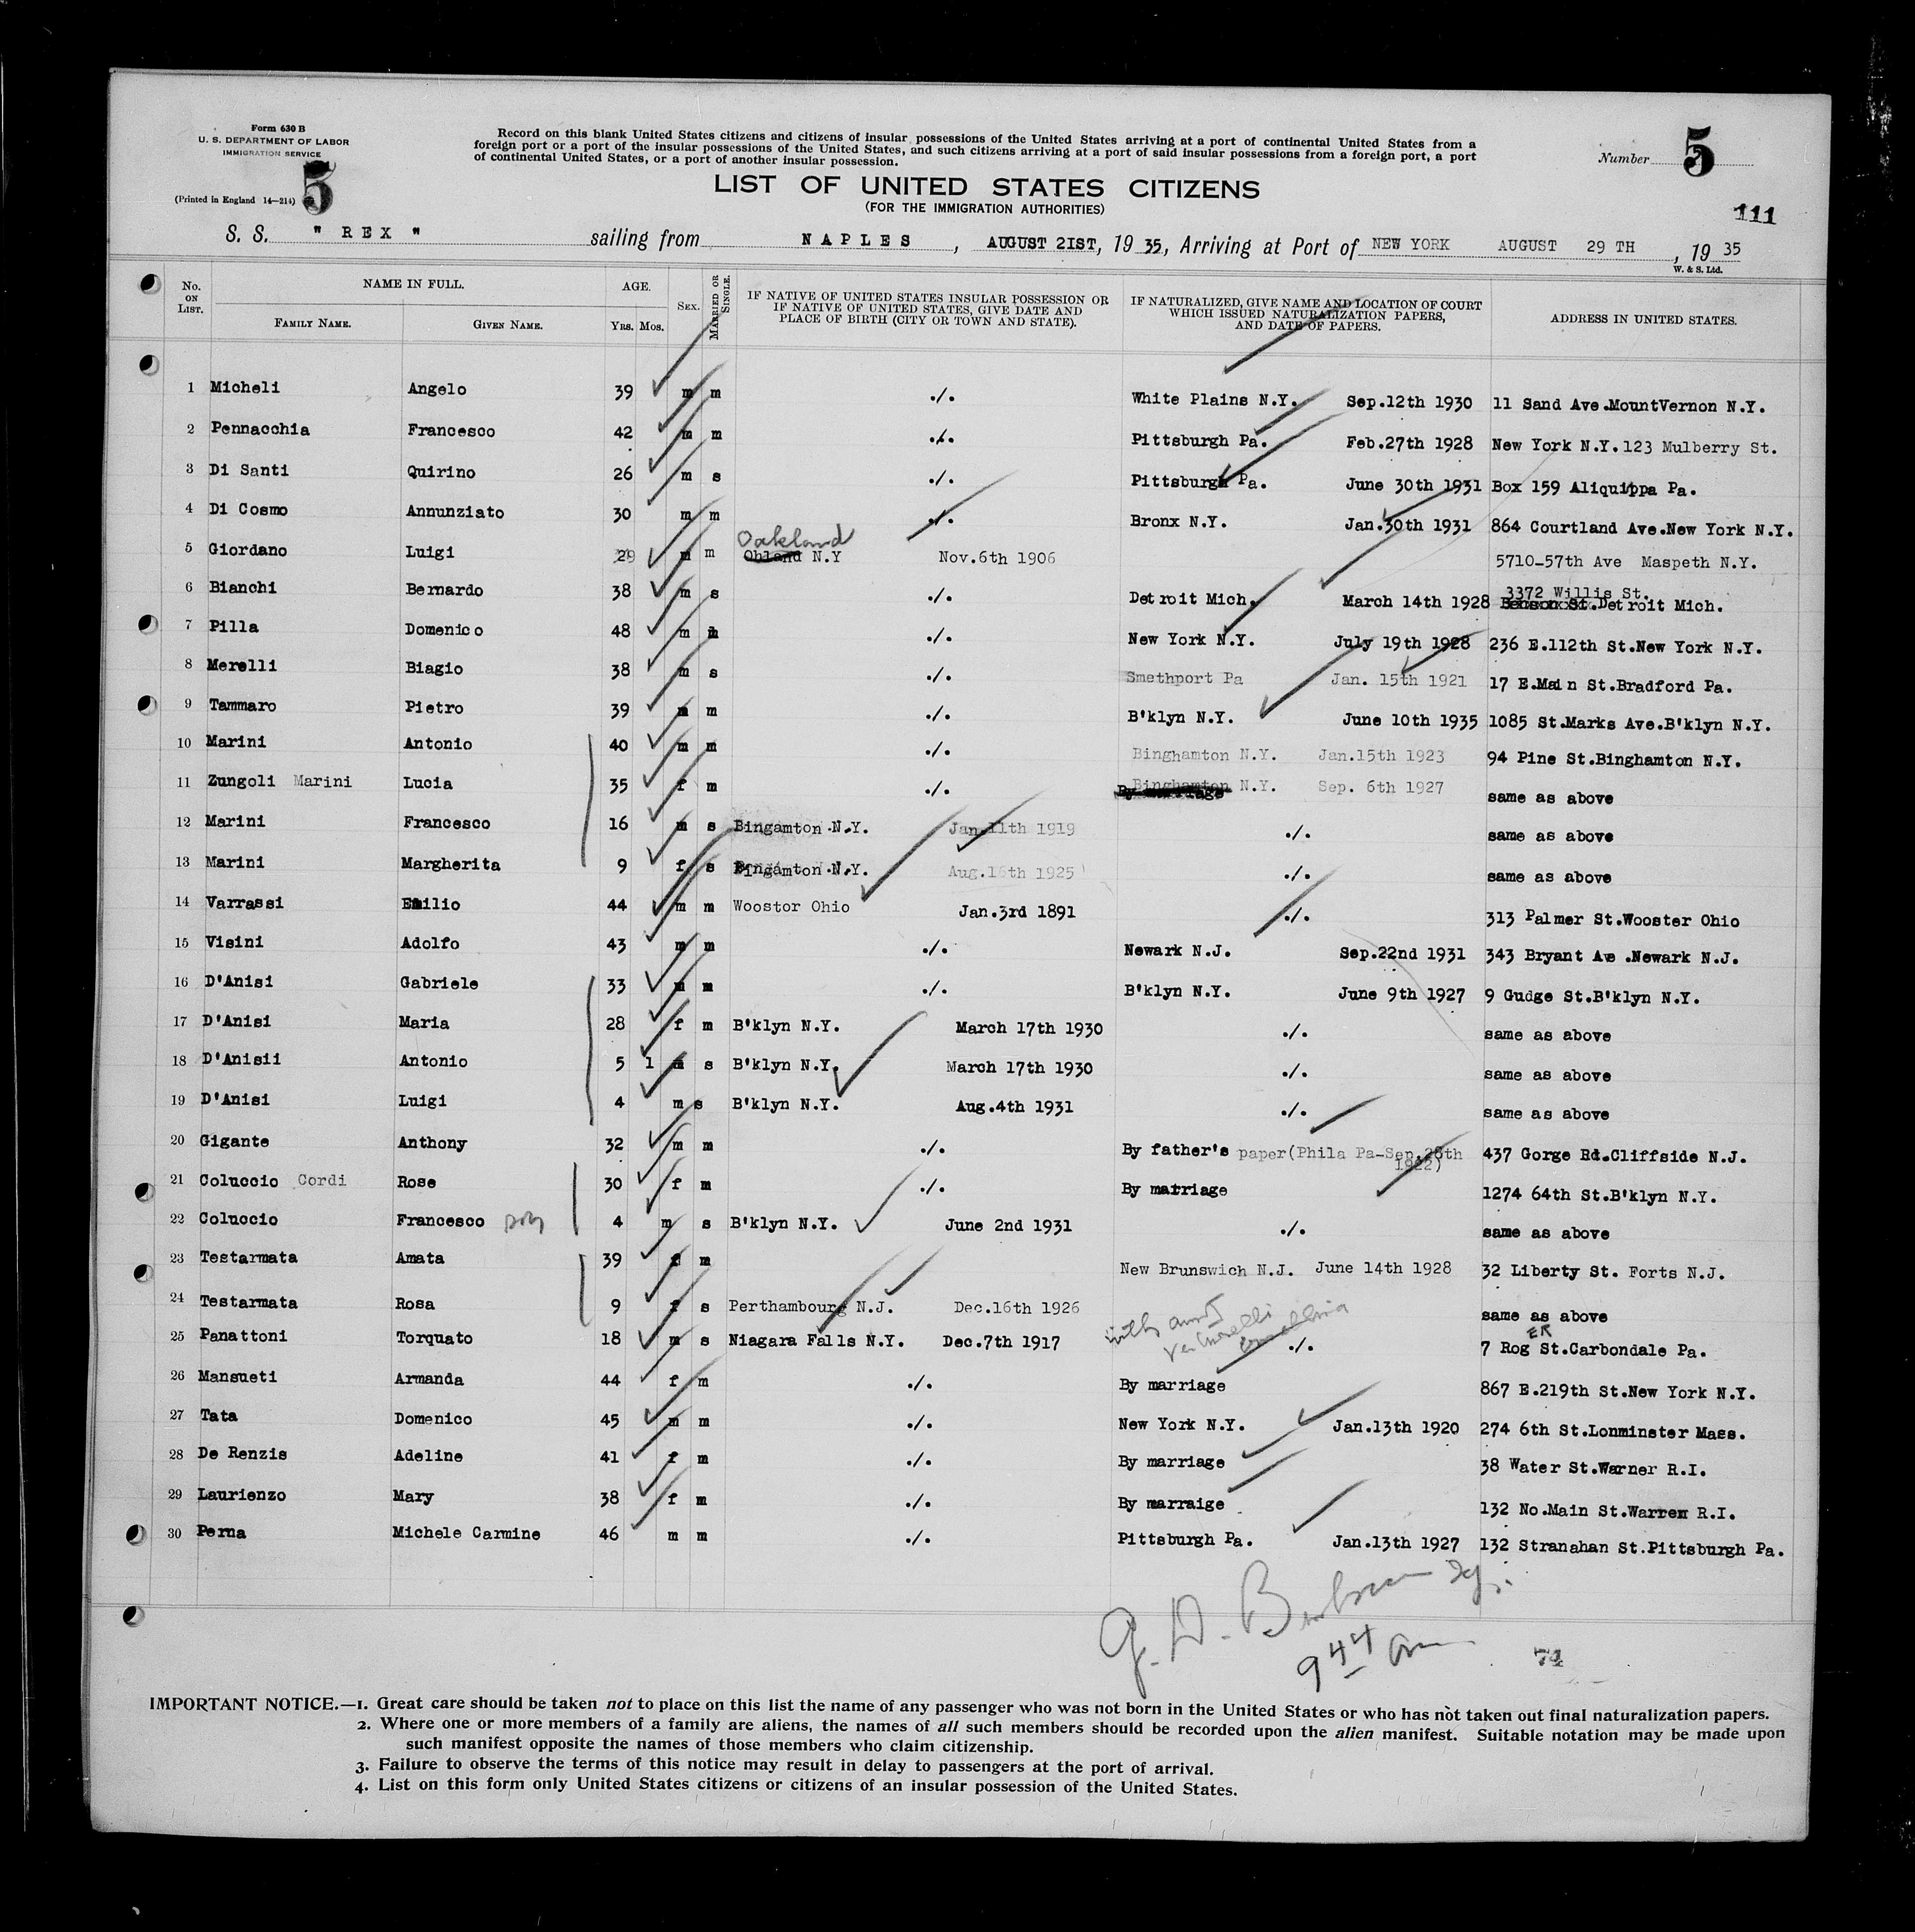 Form 630 B
U. S. DEPARTMENT OF LABOR
IMMIGRATION SERVICE
5
(Printed in England 14—214)
Record on this blank United States citizens and citizens of insular possessions of the United States arriving at a port of continental United States from a
foreign port or a port of the insular possessions of the United States, and such citizens arriving at a port of said insular possessions from a foreign port, a port
of continental United States, or a port of another insular possession.
Number 5
LIST OF UNITED STATES CITIZENS
(FOR THE IMMIGRATION AUTHORITIES)
111
S. S. " REX " sailing from NAPLES, AUGUST 21ST, 19 35, Arriving at Port of NEW YORK AUGUST 29 TH, 19 35
W. & S. Ltd.
No. ON LIST. NAME IN FULL. FAMILY NAME. GIVEN NAME. AGE. YRS. MOS. SEX. MARRIED OR SINGLE. IF NATIVE OF UNITED STATES INSULAR POSSESSION OR IF NATIVE OF UNITED STATES, GIVE DATE AND PLACE OF BIRTH (CITY OR TOWN AND STATE). IF NATURALIZED, GIVE NAME AND LOCATION OF COURT WHICH ISSUED NATURALIZATION PAPERS, AND DATE OF PAPERS. ADDRESS IN UNITED STATES.
1 Micheli Angelo 39 m m ./. White Plains N.Y. Sep.12th 1930 11 Sand Ave.MountVernon N.Y.
2 Pennacchia Francesco 42 m m ./. Pittsburgh Pa. Feb.27th 1928 New York N.Y.123 Mulberry St.
3 Di Santi Quirino 26 m s ./. Pittsburgh Pa. June 30th 1931 Box 159 Aliquippa Pa.
4 Di Cosmo Annunziato 30 m m ./. Bronx N.Y. Jan.30th 1931 864 Courtland Ave.New York N.Y.
Oakland
5 Giordano Luigi 29 m m Ohland N.Y Nov.6th 1906 5710-57th Ave Maspeth N.Y.
3372 Willis St.
6 Bianchi Bernardo 38 m s ./. Detroit Mich. March 14th 1928 Benson St.Detroit Mich.
7 Pilla Domenico 48 m m ./. New York N.Y. July 19th 1928 236 E.112th St.New York N.Y.
8 Merelli Biagio 38 m s ./. Smethport Pa Jan. 15th 1921 17 E.Main St.Bradford Pa.
9 Tammaro Pietro 39 m m ./. B'klyn N.Y. June 10th 1935 1085 St.Marks Ave.B'klyn N.Y.
10 Marini Antonio 40 m m ./. Binghamton N.Y. Jan.15th 1923 94 Pine St.Binghamton N.Y.
11 Zungoli Marini Lucia 35 f m ./. By marriage Binghamton N.Y. Sep. 6th 1927 same as above
12 Marini Francesco 16 m s Bingamton N.Y. Jan.11th 1919 ./. same as above
13 Marini Margherita 9 f s Bingamton N.Y. Aug.16th 1925 ./. same as above
14 Varrassi Emilio 44 m m Woostor Ohio Jan.3rd 1891 ./. 313 Palmer St.Wooster Ohio
15 Visini Adolfo 43 m m ./. Newark N.J. Sep.22nd 1931 343 Bryant Ave .Newark N.J.
16 D'Anisi Gabriele 33 m m ./. B'klyn N.Y. June 9th 1927 9 Gudge St.B'klyn N.Y.
17 D'Anisi Maria 28 f m B'klyn N.Y. March 17th 1930 ./. same as above
18 D'Anisii Antonio 5 1 m s B'klyn N.Y. March 17th 1930 ./. same as above
19 D'Anisi Luigi 4 m s B'klyn N.Y. Aug.4th 1931 ./. same as above
20 Gigante Anthony 32 m m ./. By father's paper(Phila Pa-Sep.28th 1922) 437 Gorge Rd.Cliffside N.J.
21 Coluccio Cordi Rose 30 f m ./. By marriage 1274 64th St.B'klyn N.Y.
22 Coluccio Francesco son 4 m s B'klyn N.Y. June 2nd 1931 ./. same as above
23 Testarmata Amata 39 f m New Brunswich N.J. June 14th 1928 32 Liberty St. Forts N.J.
24 Testarmata Rosa 9 f s Perthambourg N.J. Dec.16th 1926 same as above
with aunt
ER
25 Panattoni Torquato 18 m s Niagara Falls N.Y. Dec.7th 1917 ./. 7 Rog St.Carbondale Pa.
26 Mansueti Armanda 44 f m ./. By marriage 867 E.219th St.New York N.Y.
27 Tata Domenico 45 m m ./. New York N.Y. Jan.13th 1920 274 6th St.Lonminster Mass.
28 De Renzis Adeline 41 f m ./. By marriage 38 Water St.Warner R.I.
29 Laurienzo Mary 38 f m ./. By marraige 132 No.Main St.Warren R.I.
30 Perna Michele Carmine 46 m m ./. Pittsburgh Pa. Jan.13th 1927 132 Stranahan St.Pittsburgh Pa.
944 am
74
IMPORTANT NOTICE.—1. Great care should be taken not to place on this list the name of any passenger who was not born in the United States or who has not taken out final naturalization papers.
2. Where one or more members of a family are aliens, the names of all such members should be recorded upon the alien manifest. Suitable notation may be made upon
such manifest opposite the names of those members who claim citizenship.
3. Failure to observe the terms of this notice may result in delay to passengers at the port of arrival.
4. List on this form only United States citizens or citizens of an insular possession of the United States.